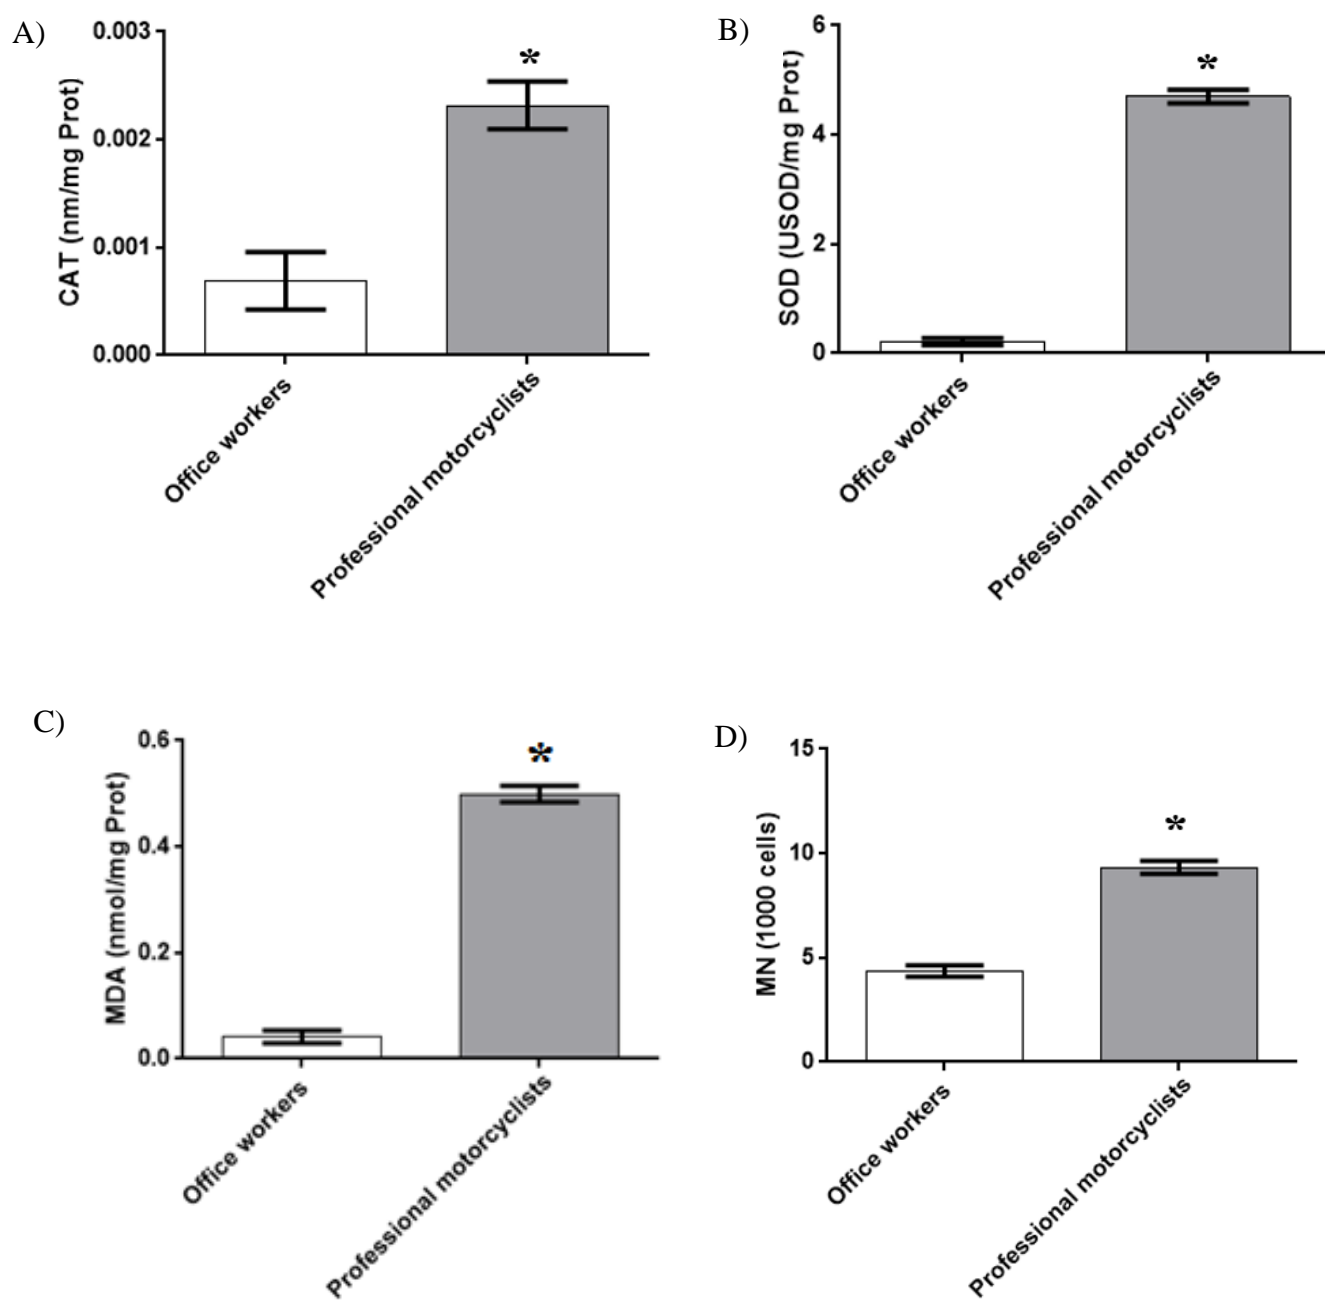 A)
CAT (nm/mg Prot)
0.003
0.002
0.001
0.000
*
Office workers
Professional motorcyclists
B)
SOD (USOD/mg Prot)
6
4
2
0
*
Office workers
Professional motorcyclists
C)
MDA (nmol/mg Prot)
0.6
0.4
0.2
0.0
*
Office workers
Professional motorcyclists
D)
MN (1000 cells)
15
10
5
0
*
Office workers
Professional motorcyclists